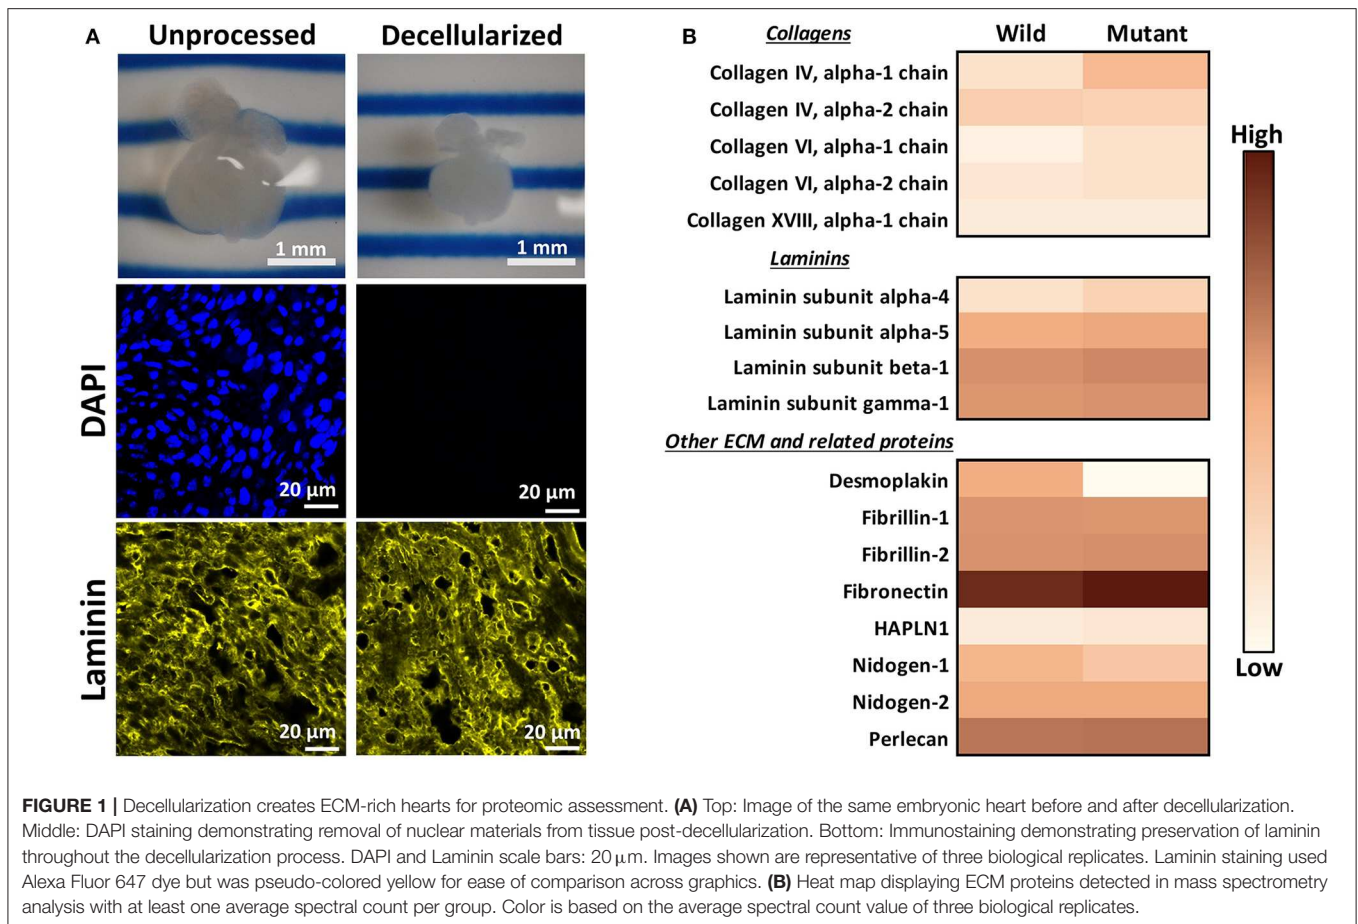 A
Unprocessed
Decellularized
1 mm
1 mm
DAPI
20 µm
20 µm
Laminin
20 µm
20 µm
B
Collagens
Wild
Mutant
Collagen IV, alpha-1 chain
Collagen IV, alpha-2 chain
Collagen VI, alpha-1 chain
Collagen VI, alpha-2 chain
Collagen XVIII, alpha-1 chain
Laminins
Laminin subunit alpha-4
Laminin subunit alpha-5
Laminin subunit beta-1
Laminin subunit gamma-1
Other ECM and related proteins
Desmoplakin
Fibrillin-1
Fibrillin-2
Fibronectin
HAPLN1
Nidogen-1
Nidogen-2
Perlecan
High
Low
FIGURE 1 | Decellularization creates ECM-rich hearts for proteomic assessment. (A) Top: Image of the same embryonic heart before and after decellularization.
Middle: DAPI staining demonstrating removal of nuclear materials from tissue post-decellularization. Bottom: Immunostaining demonstrating preservation of laminin
throughout the decellularization process. DAPI and Laminin scale bars: 20 µm. Images shown are representative of three biological replicates. Laminin staining used
Alexa Fluor 647 dye but was pseudo-colored yellow for ease of comparison across graphics. (B) Heat map displaying ECM proteins detected in mass spectrometry
analysis with at least one average spectral count per group. Color is based on the average spectral count value of three biological replicates.